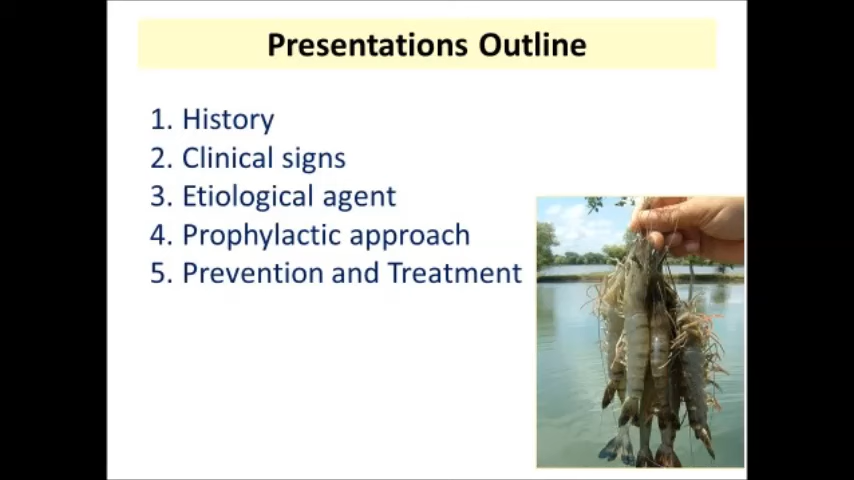 Presentations Outline
1. History
2. Clinical signs
3. Etiological agent
4. Prophylactic approach
5. Prevention and Treatment